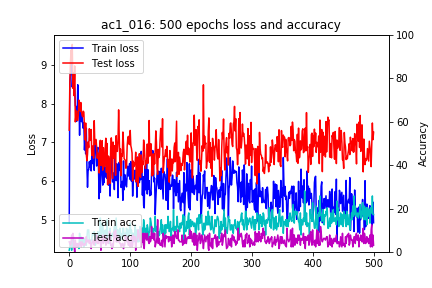 ac1_016: 500 epochs loss and accuracy
Train loss
Test loss
Train acc
Test acc
Loss
Accuracy
9
8
7
6
5
100
80
60
40
20
0
0 100 200 300 400 500